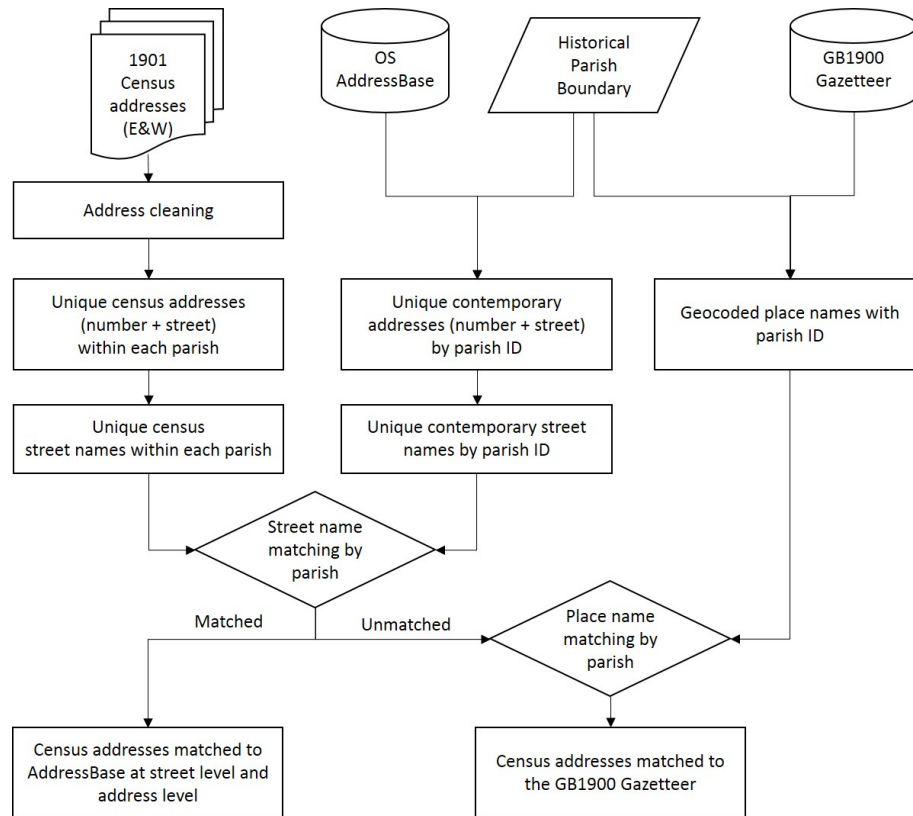 1901
Census
addresses
(E&W)
OS
AddressBase
Historical
Parish
Boundary
GB1900
Gazetteer
Address cleaning
Unique census addresses
(number + street)
within each parish
Unique contemporary
addresses (number + street)
by parish ID
Geocoded place names with
parish ID
Unique census
street names within each parish
Unique contemporary street
names by parish ID
Street name
matching by
parish
Matched
Unmatched
Place name
matching by
parish
Census addresses matched to
AddressBase at street level and
address level
Census addresses matched to
the GB1900 Gazetteer